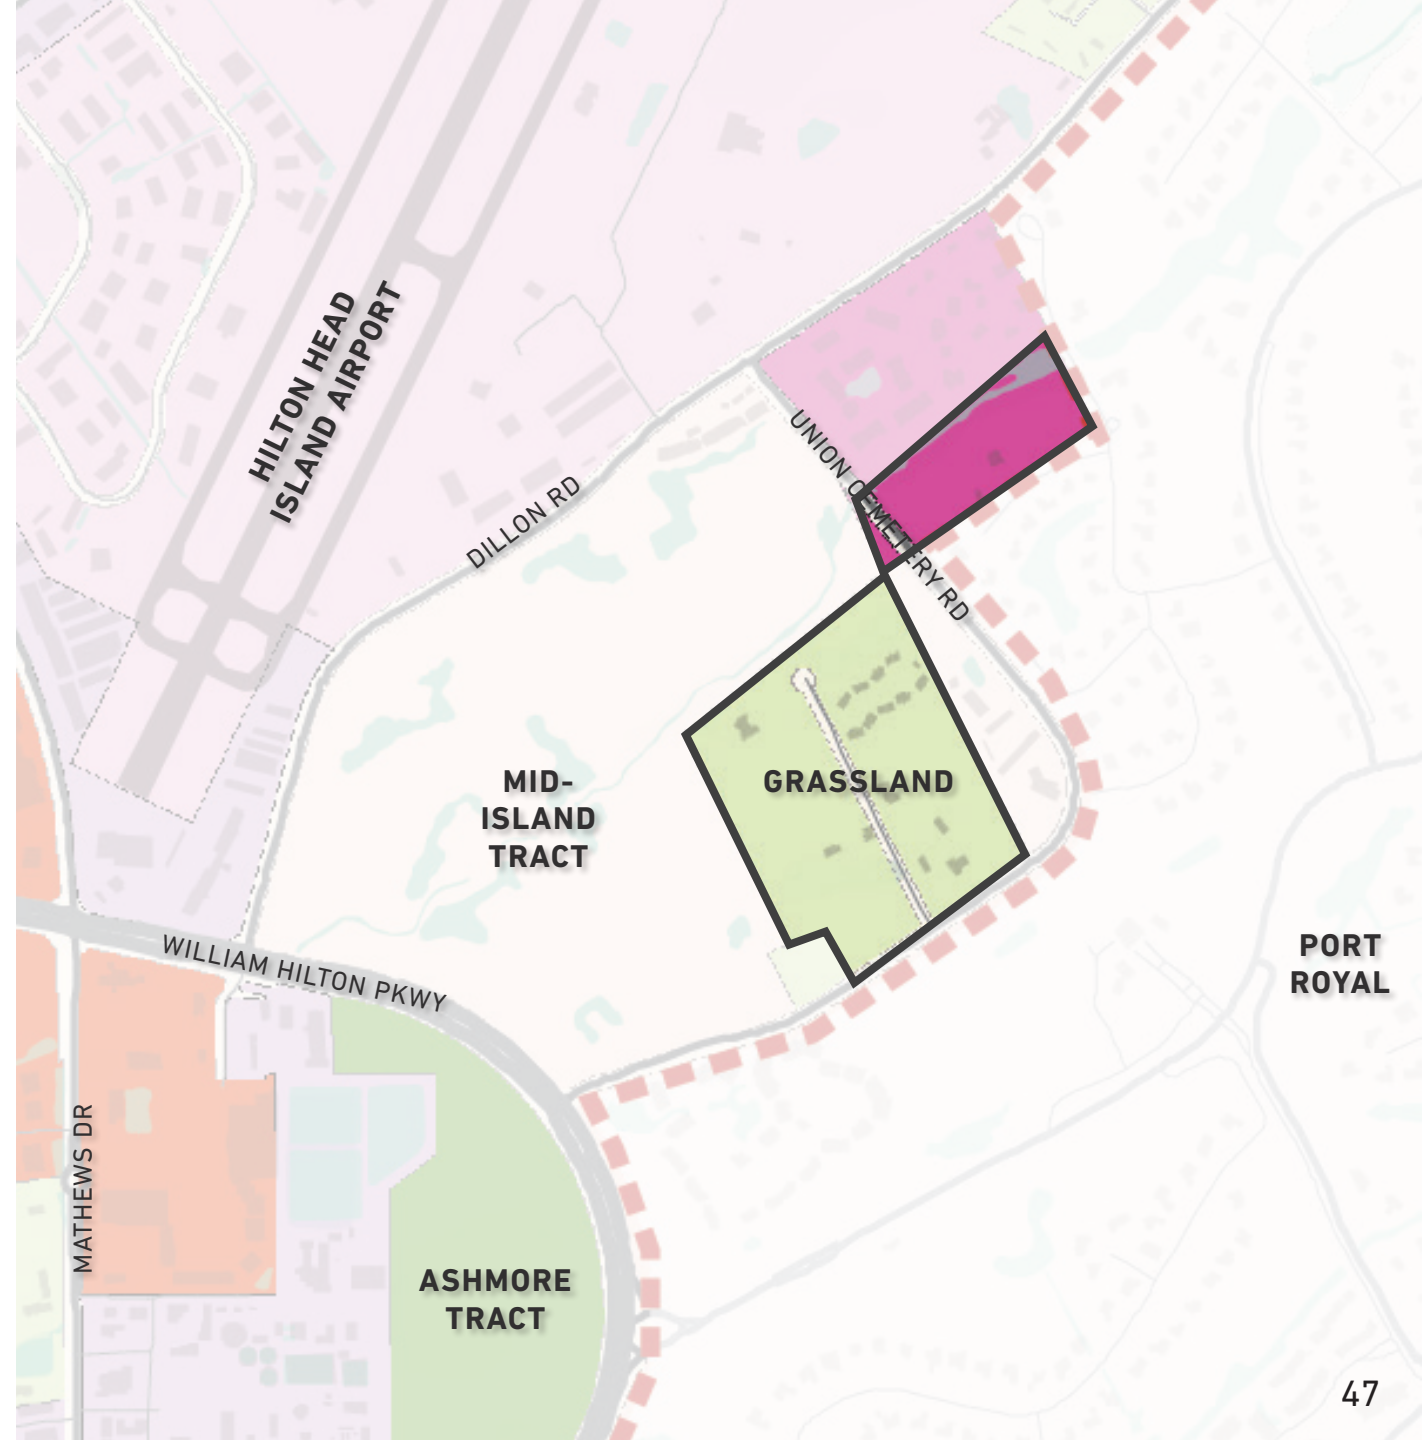 HILTON HEAD
ISLAND AIRPORT
UNION CEMETERY RD
DILLON RD
MID-
ISLAND
TRACT
GRASSLAND
WILLIAM HILTON PKWY
PORT
ROYAL
MATHEWS DR
ASHMORE
TRACT
47